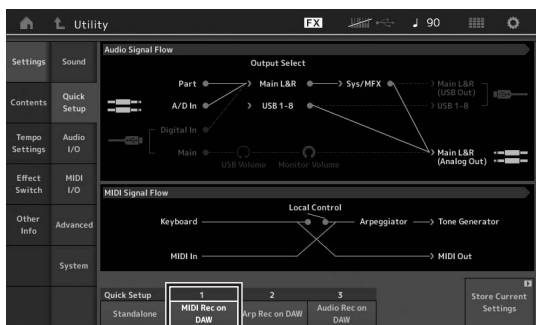 Utility
FX
90
Settings
Sound
Contents
Quick Setup
Tempo Settings
Audio I/O
Effect Switch
MIDI I/O
Other Info
Advanced
System
Audio Signal Flow
Output Select
Part
Main L&R
Sys/MFX
Main L&R
(USB Out)
A/D In
USB 1–8
USB 1–8
Digital In
Main
USB Volume
Monitor Volume
Main L&R
(Analog Out)
MIDI Signal Flow
Local Control
Keyboard
Arpeggiator
Tone Generator
MIDI In
MIDI Out
Quick Setup
1
2
3
Standalone
MIDI Rec on DAW
Arp Rec on DAW
Audio Rec on DAW
Store Current Settings